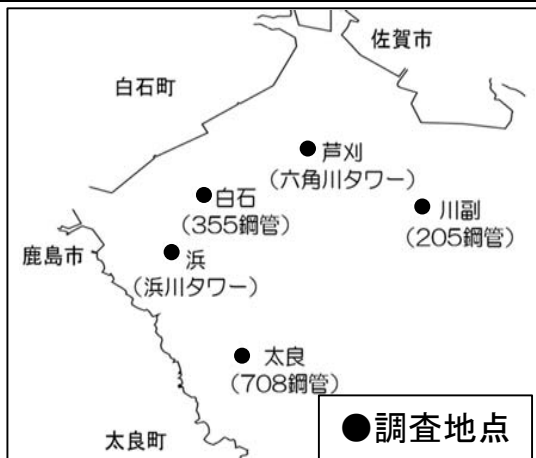 佐賀市
白石町
芦刈
(六角川タワー)
白石
(355鋼管)
川副
(205鋼管)
鹿島市
浜
(浜川タワー)
太良
(708鋼管)
太良町
●調査地点